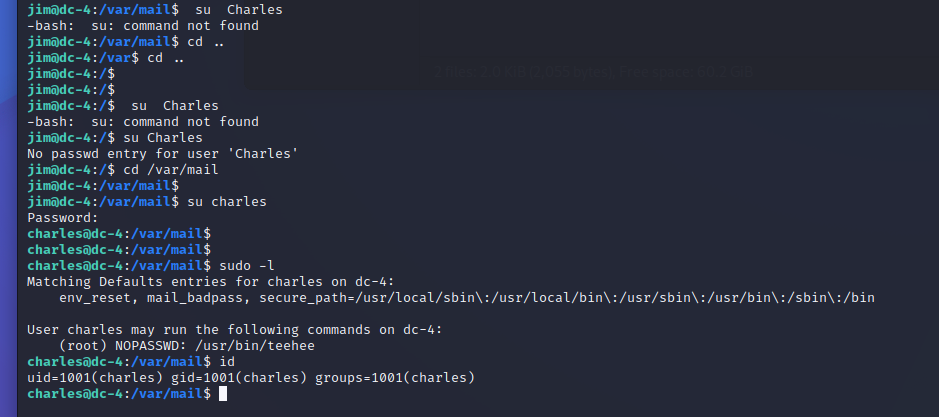 jim@dc-4:/var/mail$  su  Charles
-bash:  su: command not found
jim@dc-4:/var/mail$ cd ..
jim@dc-4:/var$ cd ..
jim@dc-4:/$
jim@dc-4:/$
jim@dc-4:/$  su  Charles
-bash:  su: command not found
jim@dc-4:/$ su Charles
No passwd entry for user 'Charles'
jim@dc-4:/$ cd /var/mail
jim@dc-4:/var/mail$
jim@dc-4:/var/mail$ su charles
Password:
charles@dc-4:/var/mail$
charles@dc-4:/var/mail$
charles@dc-4:/var/mail$ sudo -l
Matching Defaults entries for charles on dc-4:
    env_reset, mail_badpass, secure_path=/usr/local/sbin\:/usr/local/bin\:/usr/sbin\:/usr/bin\:/sbin\:/bin

User charles may run the following commands on dc-4:
    (root) NOPASSWD: /usr/bin/teehee
charles@dc-4:/var/mail$ id
uid=1001(charles) gid=1001(charles) groups=1001(charles)
charles@dc-4:/var/mail$